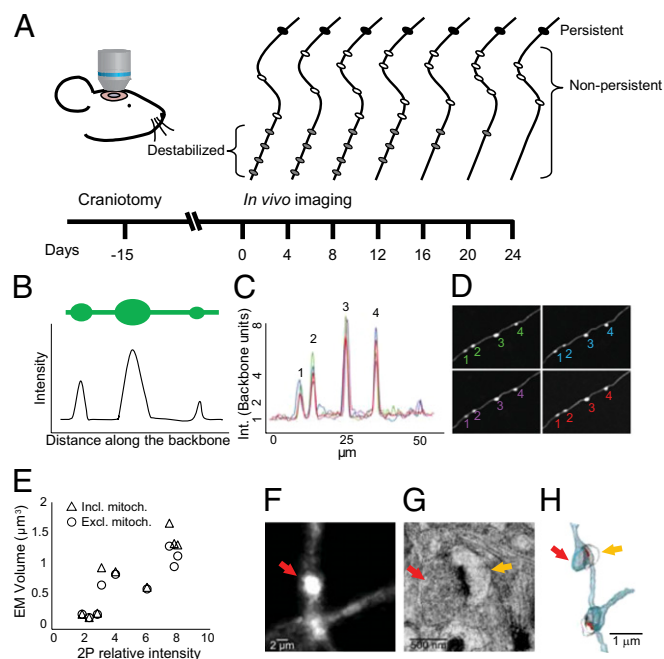 A
Persistent
Non-persistent
Destabilized
Craniotomy
In vivo imaging
Days
-15
0
4
8
12
16
20
24
B
Intensity
Distance along the backbone
C
Int. (Backbone units)
8
4
2
1
1
2
3
4
0
25
50
µm
D
1 2 3 4
1 2 3 4
1 2 3 4
1 2 3 4
E
EM Volume (µm³)
2
1.5
1
0.5
0
Incl. mitoch.
Excl. mitoch.
0 2 4 6 8 10
2P relative intensity
F
2 µm
G
500 nm
H
1 µm